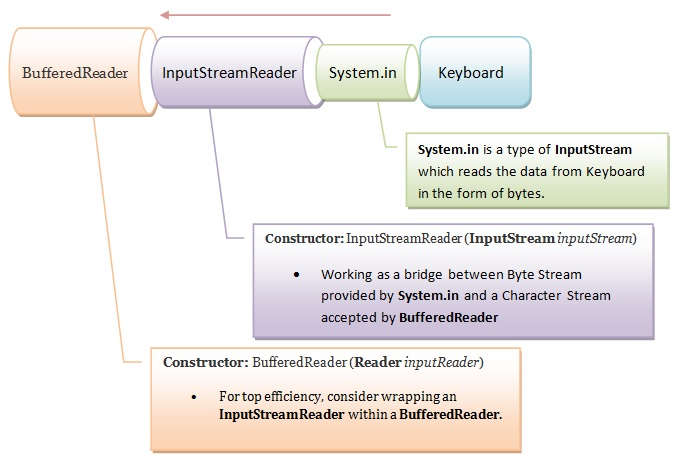 BufferedReader
InputStreamReader
System.in
Keyboard
System.in is a type of InputStream
which reads the data from Keyboard
in the form of bytes.
Constructor: InputStreamReader(InputStream inputStream)
• Working as a bridge between Byte Stream
provided by System.in and a Character Stream
accepted by BufferedReader
Constructor: BufferedReader(Reader inputReader)
• For top efficiency, consider wrapping an
InputStreamReader within a BufferedReader.